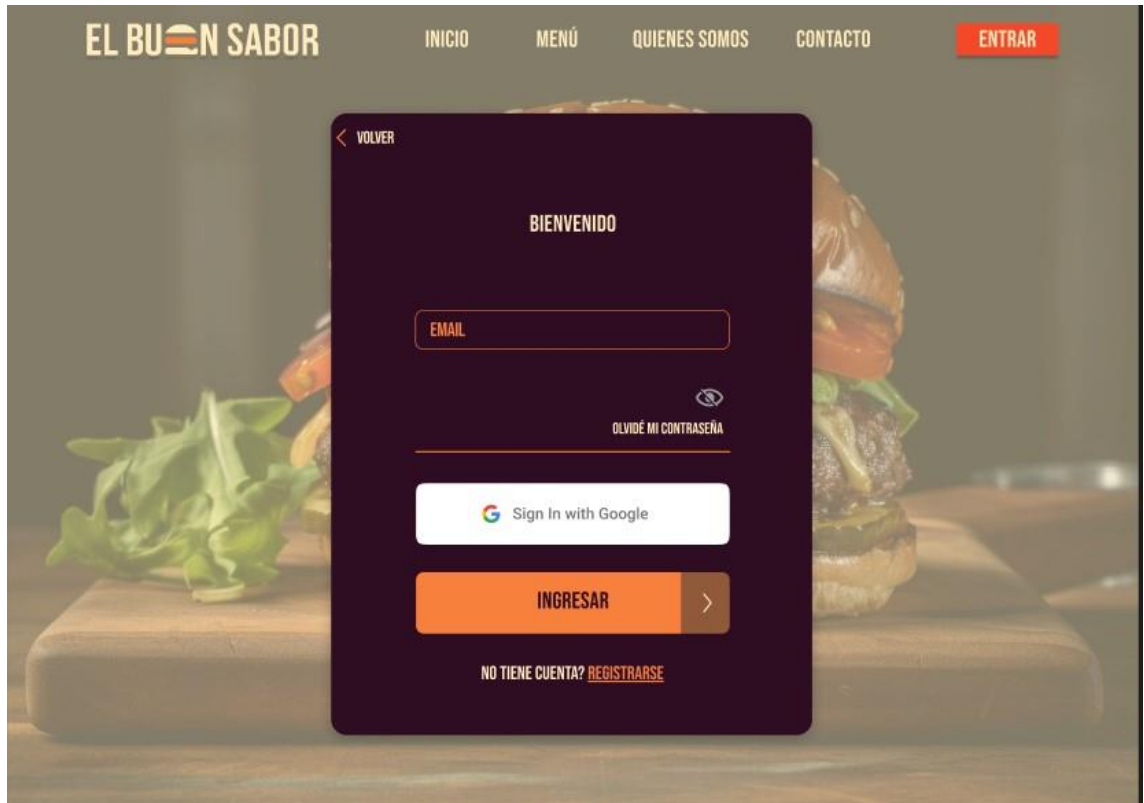 EL BUEN SABOR
INICIO MENÚ QUIENES SOMOS CONTACTO ENTRAR
VOLVER
BIENVENIDO
EMAIL
OLVIDÉ MI CONTRASEÑA
Sign In with Google
INGRESAR
NO TIENE CUENTA? REGISTRARSE